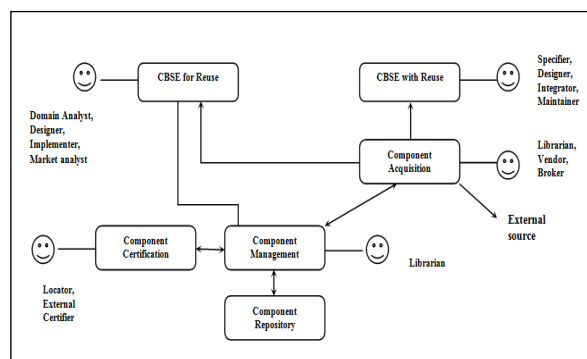 CBSE for Reuse
CBSE with Reuse
Specifier,
Designer,
Integrator,
Maintainer
Domain Analyst,
Designer,
Implementer,
Market analyst
Component
Acquisition
Librarian,
Vendor,
Broker
External
source
Component
Certification
Component
Management
Librarian
Locator,
External
Certifier
Component
Repository